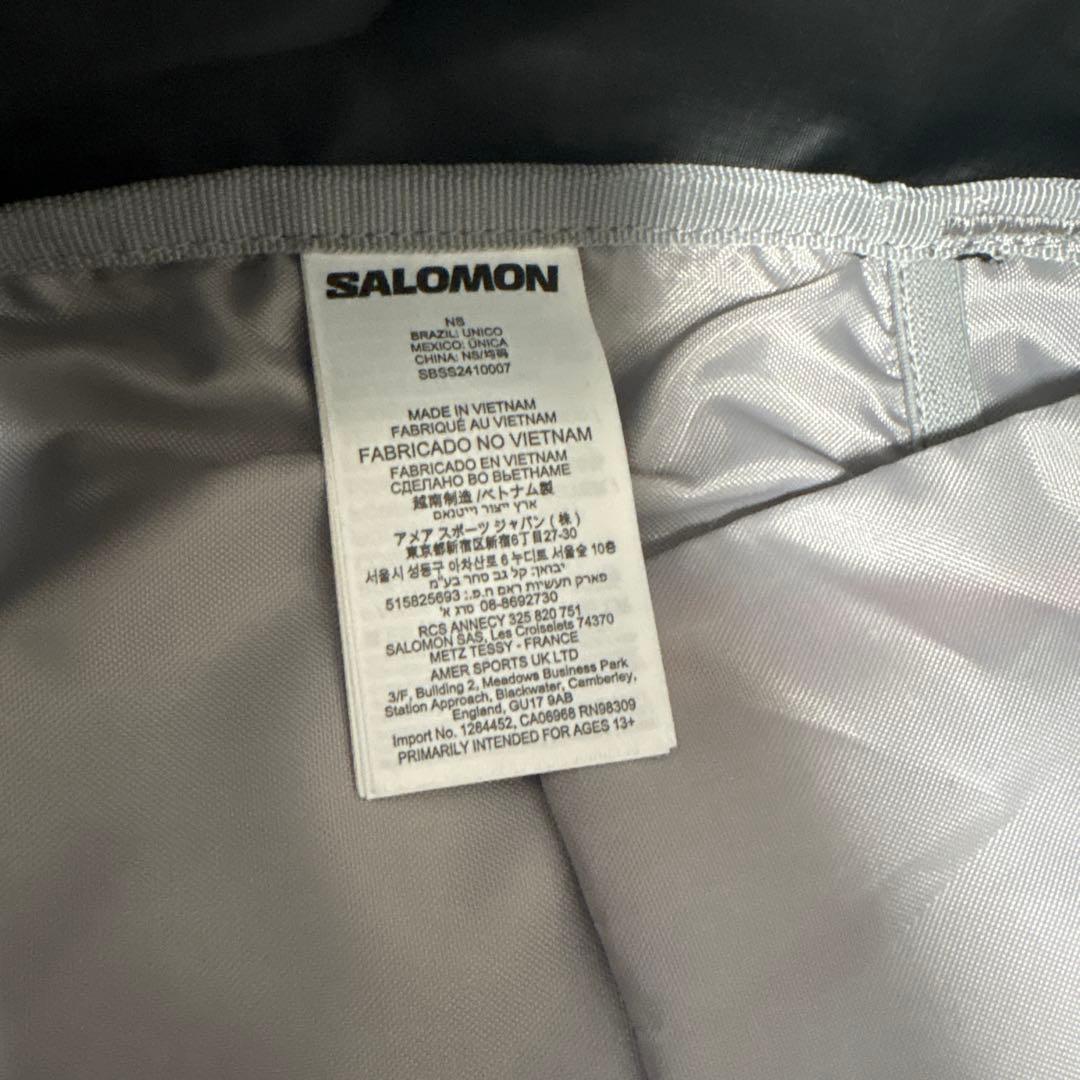 SALOMON
NS
BRAZIL: UNICO
MEXICO: ÚNICA
CHINA: NS/均码
SBSS2410007
MADE IN VIETNAM
FABRIQUÉ AU VIETNAM
FABRICADO NO VIETNAM
FABRICADO EN VIETNAM
СДЕЛАНО ВО ВЬЕТНАМЕ
越南制造 /ベトナム製
ארץ ייצור וייטנאם
アメア スポーツ ジャパン ( 株 )
東京都新宿区新宿6丁目27-30
서울시 성동구 아차산로 6 누디트 서울숲 10층
יבואן: קל גב סחר בע"מ
פארק תעשיות ראם ח.פ.: 515825693
08-8692730 סרג א'
RCS ANNECY 325 820 751
SALOMON SAS, Les Croiselets 74370
METZ TESSY - FRANCE
AMER SPORTS UK LTD
3/F, Building 2, Meadows Business Park
Station Approach, Blackwater, Camberley,
England, GU17 9AB
Import No. 1284452, CA06968 RN98309
PRIMARILY INTENDED FOR AGES 13+